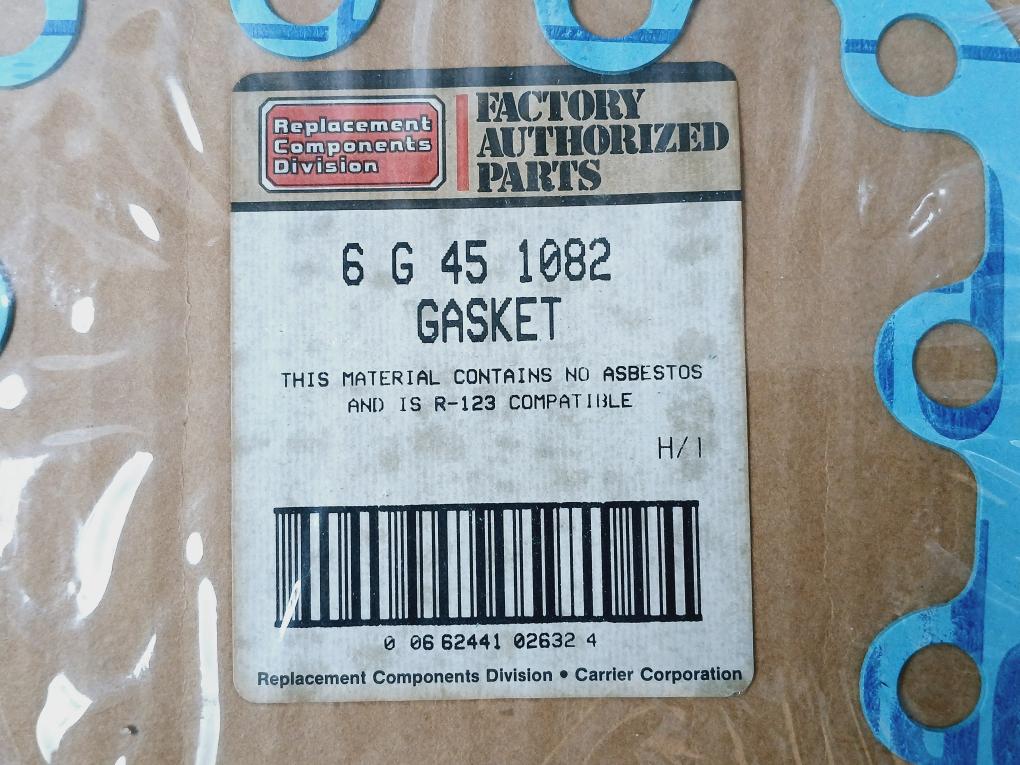 Replacement
Components
Division
FACTORY
AUTHORIZED
PARTS
6 G 45 1082
GASKET
THIS MATERIAL CONTAINS NO ASBESTOS
AND IS R-123 COMPATIBLE
H/I
0 06 62441 02632 4
Replacement Components Division • Carrier Corporation